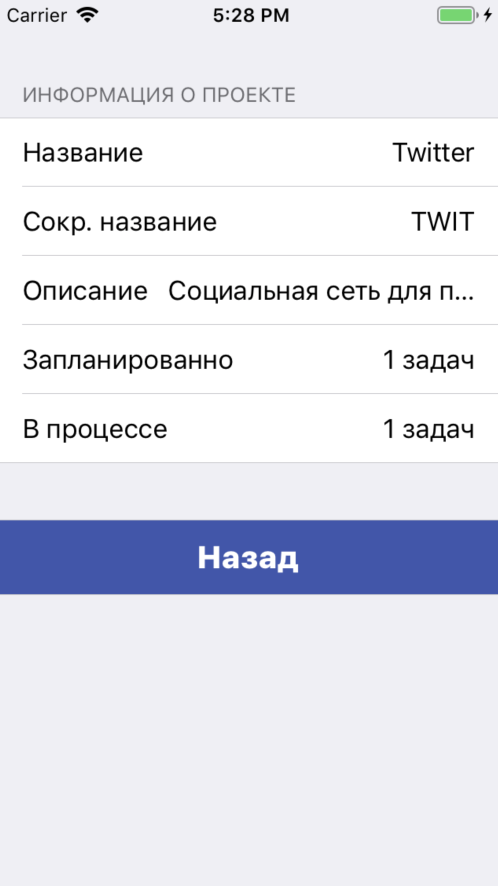 Carrier 5:28 PM
ИНФОРМАЦИЯ О ПРОЕКТЕ
Название Twitter
Сокр. название TWIT
Описание Социальная сеть для п...
Запланированно 1 задач
В процессе 1 задач
Назад